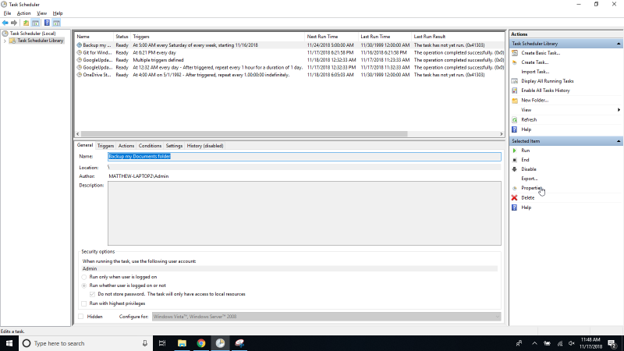 Task Scheduler
File Action View Help
Task Scheduler (Local)
Task Scheduler Library
Name Status Triggers Next Run Time Last Run Time Last Run Result
Backup my ... Ready At 5:00 AM every Saturday of every week, starting 11/16/2018 11/24/2018 5:00:00 AM 11/30/1999 12:00:00 AM The task has not yet run. (0x41303)
Git for Wind... Ready At 6:21 PM every day 11/17/2018 6:21:58 PM 11/16/2018 6:21:58 PM The operation completed successfully. (0x0)
GoogleUpda... Ready Multiple triggers defined 11/18/2018 12:32:33 AM 11/17/2018 11:23:33 AM The operation completed successfully. (0x0)
GoogleUpda... Ready At 12:32 AM every day - After triggered, repeat every 1 hour for a duration of 1 day. 11/17/2018 12:32:33 PM 11/17/2018 11:32:33 AM The operation completed successfully. (0x0)
OneDrive St... Ready At 4:00 AM on 5/1/1992 - After triggered, repeat every 1.00:00:00 indefinitely. 11/18/2018 11/30/1999 12:00:00 AM The task has not yet run. (0x41303)
General Triggers Actions Conditions Settings History (disabled)
Name: Backup my Documents folder
Location: \
Author: MATTHEW-LAPTOP2\Admin
Description:
Security options
When running the task, use the following user account:
Admin
Run only when user is logged on
Run whether user is logged on or not
Do not store password. The task will only have access to local resources
Run with highest privileges
Hidden Configure for: Windows Vista™, Windows Server™ 2008
Actions
Task Scheduler Library
Create Basic Task...
Create Task...
Import Task...
Display All Running Tasks
Enable All Tasks History
New Folder...
View
Refresh
Help
Selected Item
Run
End
Disable
Export...
Properties
Delete
Help
Edits a task.
Type here to search
11:48 AM
11/17/2018